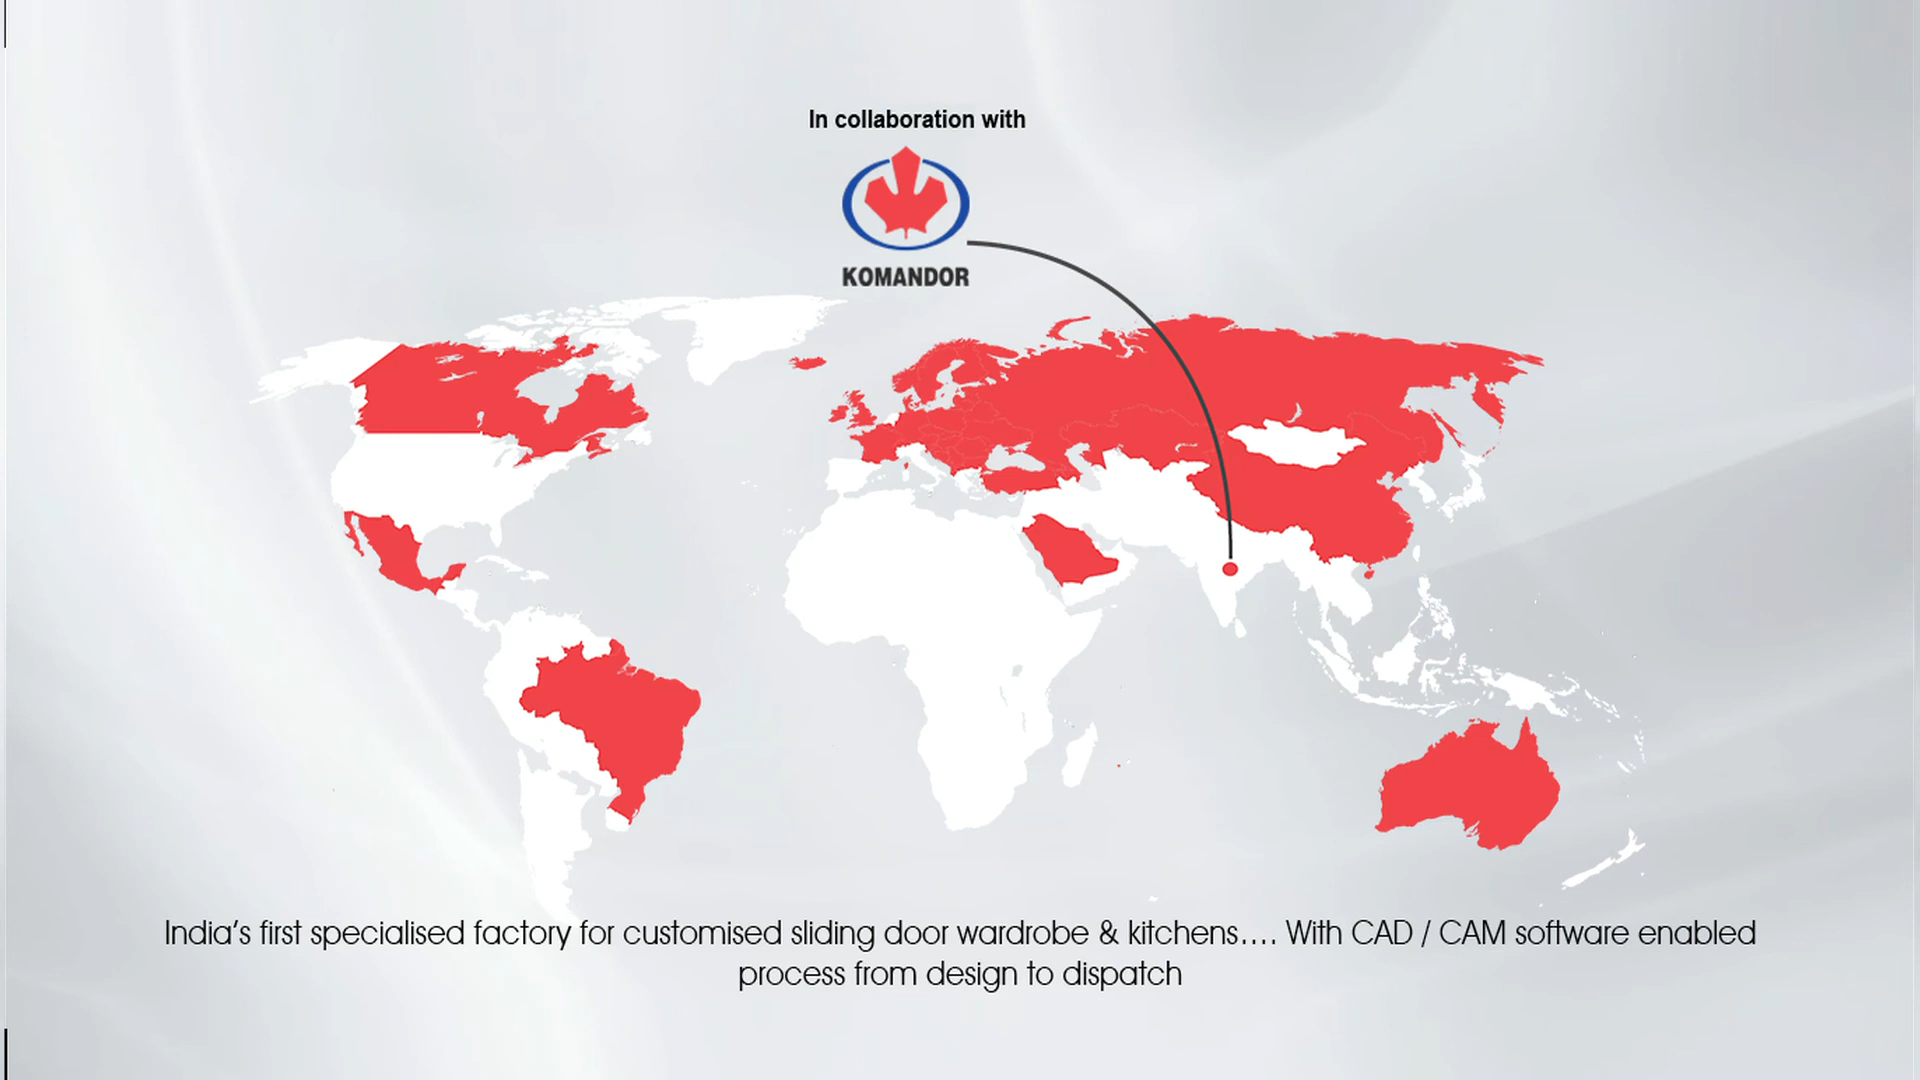 In collaboration with
KOMANDOR
India's first specialised factory for customised sliding door wardrobe & kitchens.... With CAD / CAM software enabled
process from design to dispatch